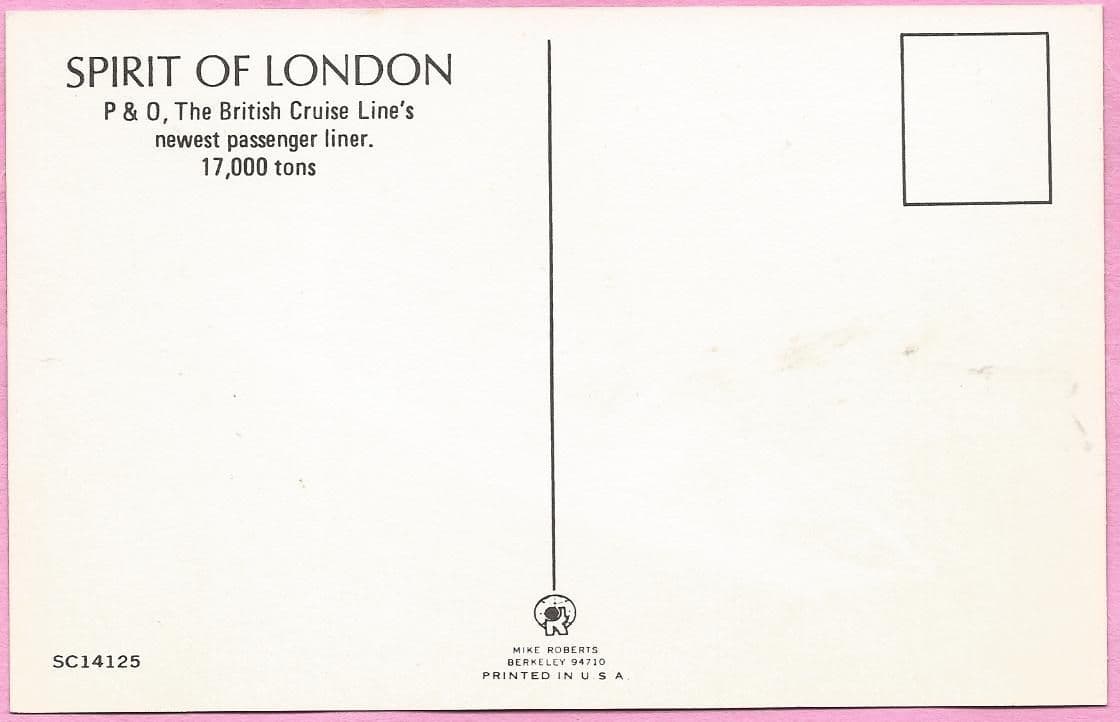 SPIRIT OF LONDON
P & O, The British Cruise Line's
newest passenger liner.
17,000 tons
SC14125
R
MIKE ROBERTS
BERKELEY 94710
PRINTED IN U S A.